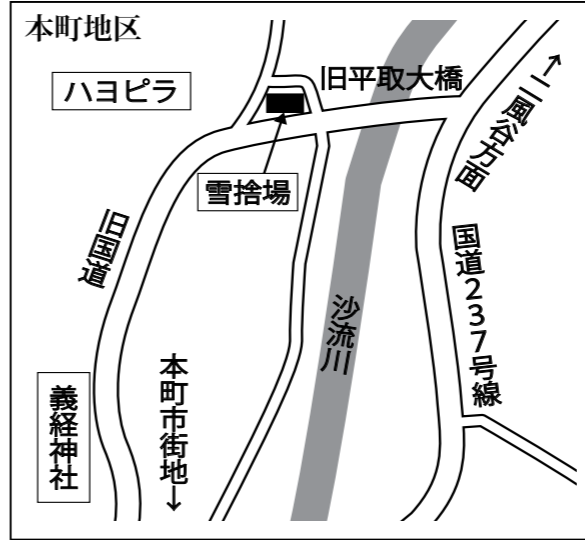 本町地区
ハヨピラ
旧平取大橋
↑二風谷方面
雪捨場
旧国道
国道237号線
沙流川
本町市街地↓
義経神社